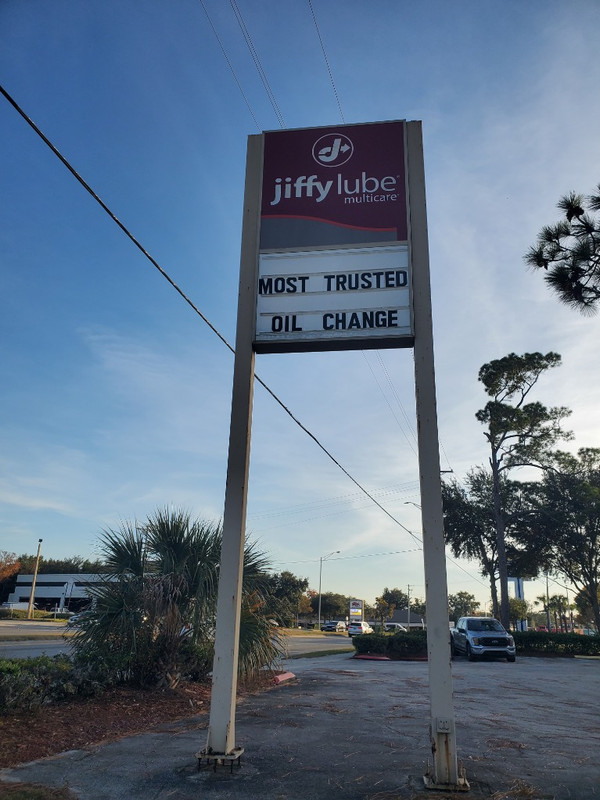 jiffy lube
multicare
MOST TRUSTED
OIL CHANGE